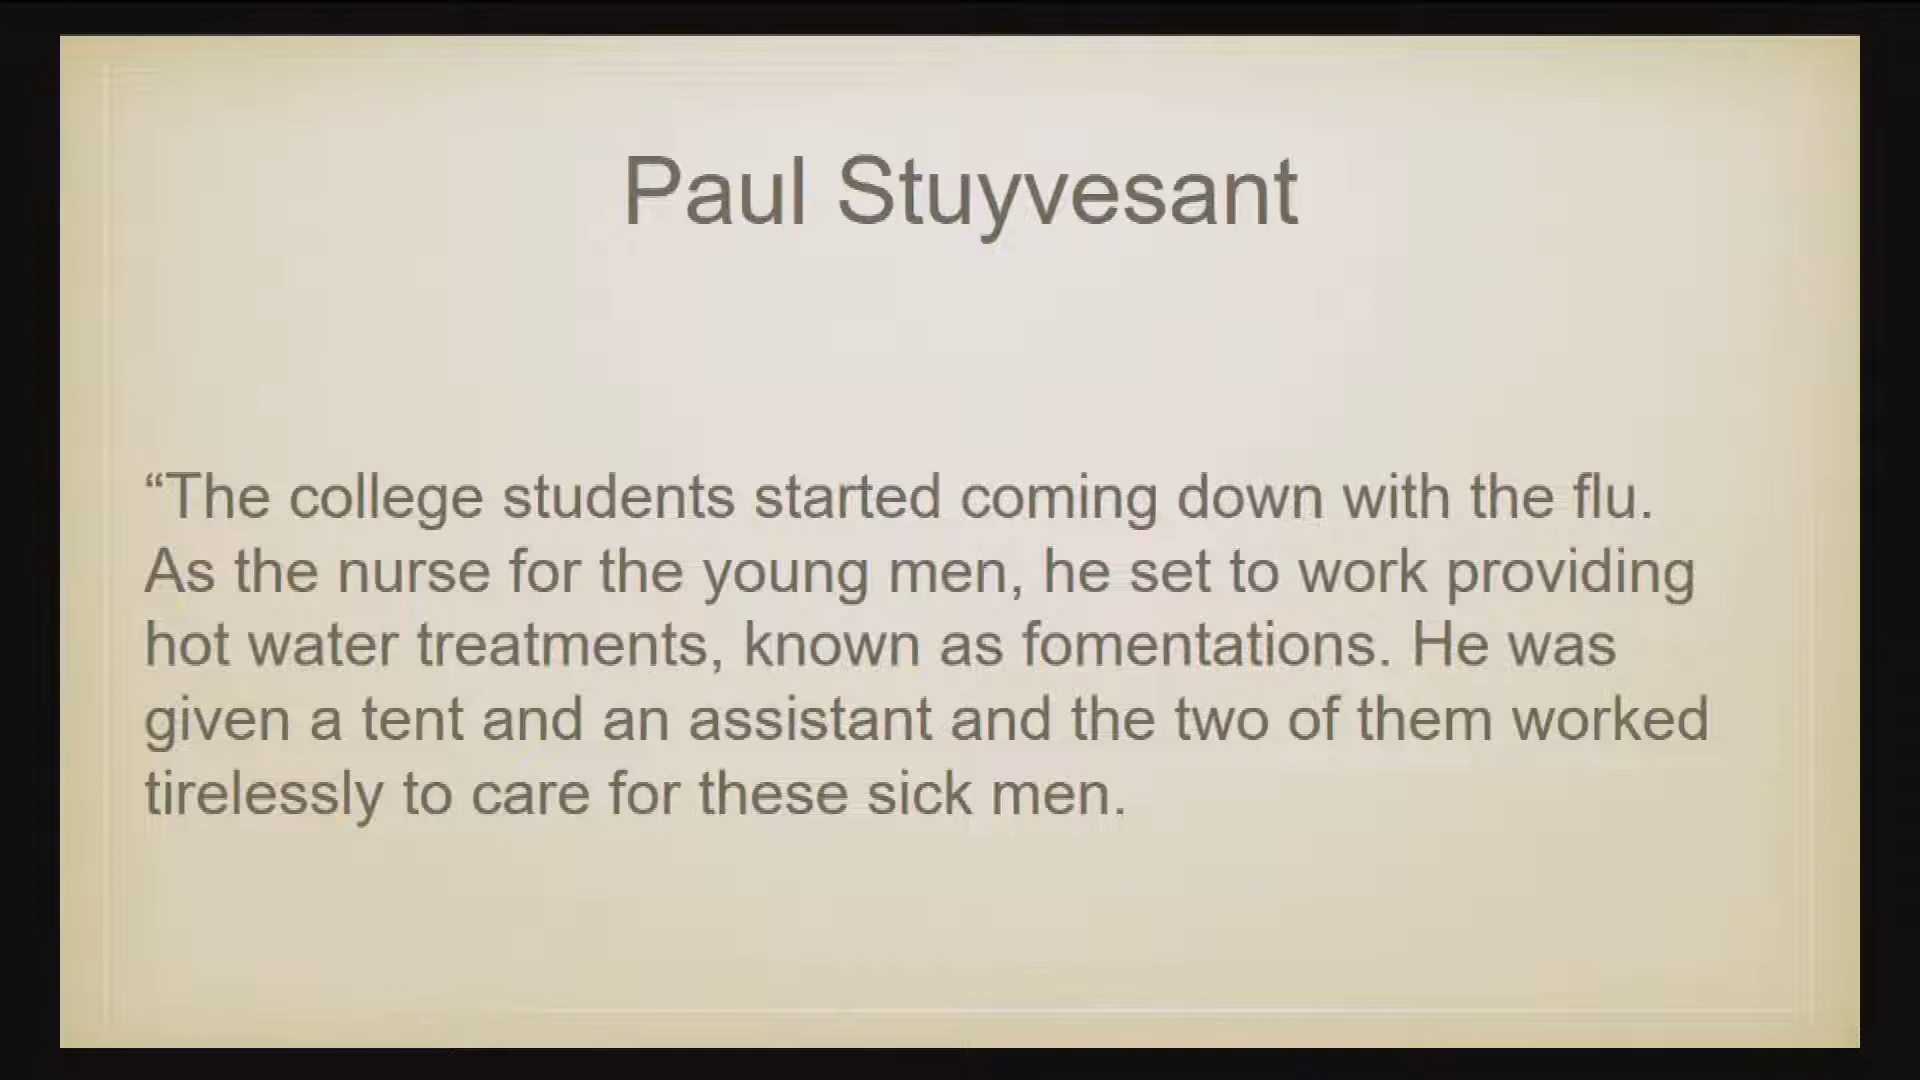 Paul Stuyvesant
“The college students started coming down with the flu.
As the nurse for the young men, he set to work providing
hot water treatments, known as fomentations. He was
given a tent and an assistant and the two of them worked
tirelessly to care for these sick men.